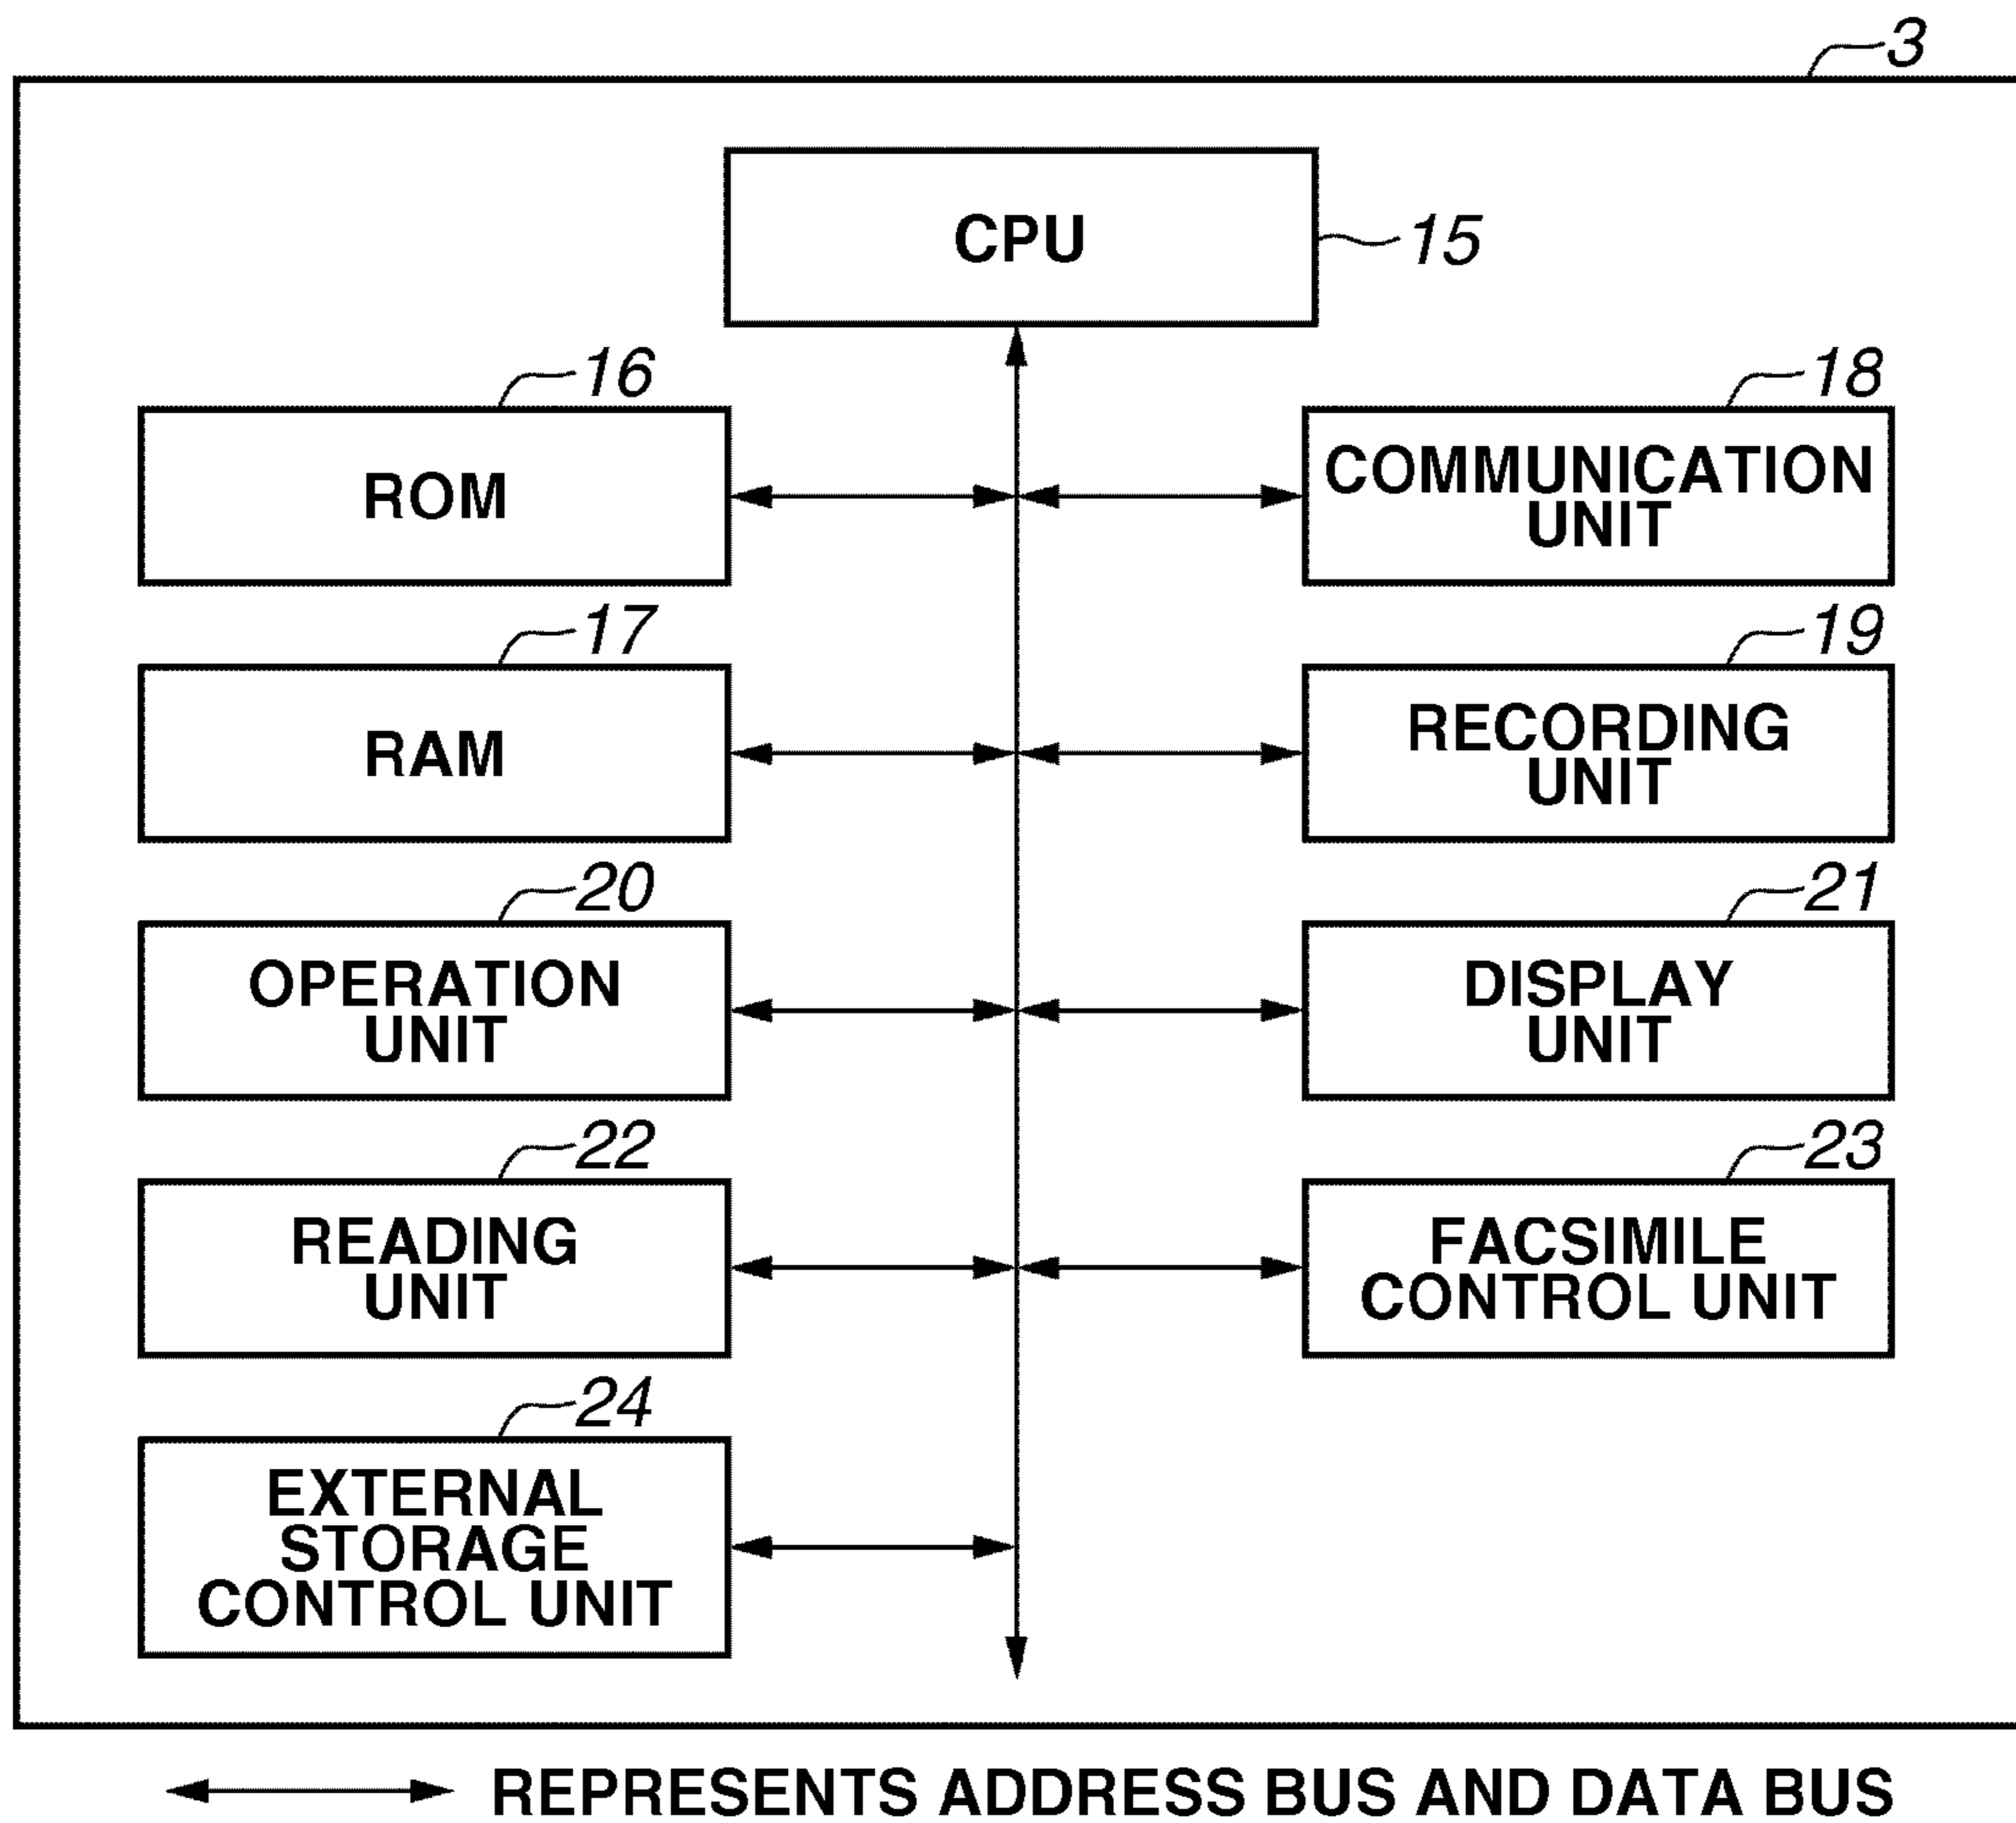 3
CPU
15
16
18
ROM
COMMUNICATION
UNIT
17
19
RAM
RECORDING
UNIT
20
21
OPERATION
UNIT
DISPLAY
UNIT
22
23
READING
UNIT
FACSIMILE
CONTROL UNIT
24
EXTERNAL
STORAGE
CONTROL UNIT
REPRESENTS ADDRESS BUS AND DATA BUS